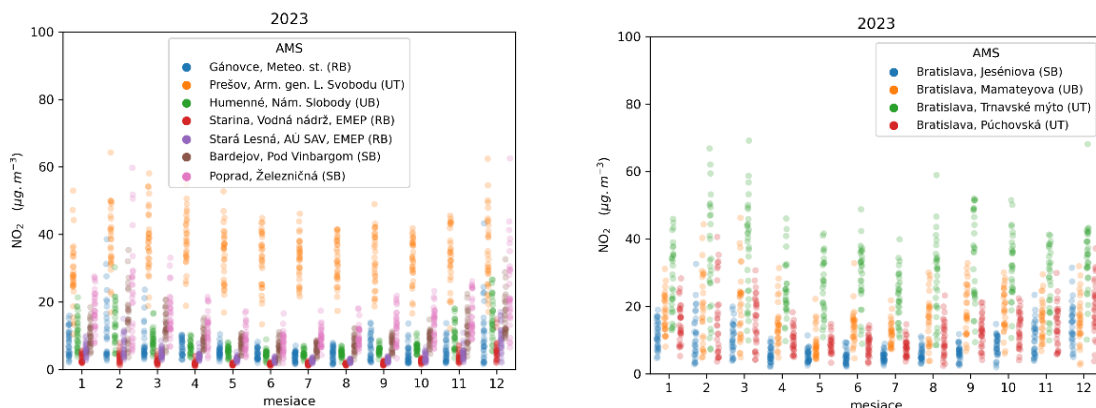 2023
AMS
Gánovce, Meteo. st. (RB)
Prešov, Arm. gen. L. Svobodu (UT)
Humenné, Nám. Slobody (UB)
Starina, Vodná nádrž, EMEP (RB)
Stará Lesná, AÚ SAV, EMEP (RB)
Bardejov, Pod Vinbargom (SB)
Poprad, Železničná (SB)
NO₂ (μg.m⁻³)
100
80
60
40
20
0
1 2 3 4 5 6 7 8 9 10 11 12
mesiace
2023
AMS
Bratislava, Jeséniova (SB)
Bratislava, Mamateyova (UB)
Bratislava, Trnavské mýto (UT)
Bratislava, Púchovská (UT)
NO₂ (μg.m⁻³)
100
80
60
40
20
0
1 2 3 4 5 6 7 8 9 10 11 12
mesiace